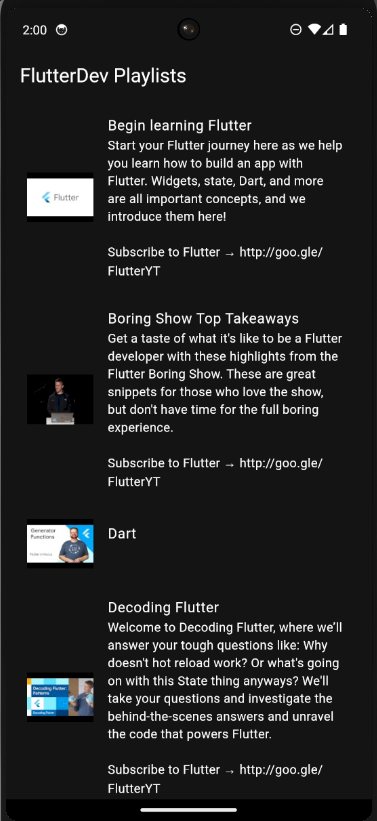 2:00
FlutterDev Playlists
Begin learning Flutter
Start your Flutter journey here as we help
you learn how to build an app with
Flutter. Widgets, state, Dart, and more
are all important concepts, and we
introduce them here!
Subscribe to Flutter → http://goo.gle/
FlutterYT
Flutter
Boring Show Top Takeaways
Get a taste of what it's like to be a Flutter
developer with these highlights from the
Flutter Boring Show. These are great
snippets for those who love the show,
but don't have time for the full boring
experience.
Subscribe to Flutter → http://goo.gle/
FlutterYT
Generator
Functions
Dart
Decoding Flutter
Welcome to Decoding Flutter, where we'll
answer your tough questions like: Why
doesn't hot reload work? Or what's going
on with this State thing anyways? We'll
take your questions and investigate the
behind-the-scenes answers and unravel
the code that powers Flutter.
Subscribe to Flutter → http://goo.gle/
FlutterYT
Decoding Flutter:
Patterns
Decoding Flutter